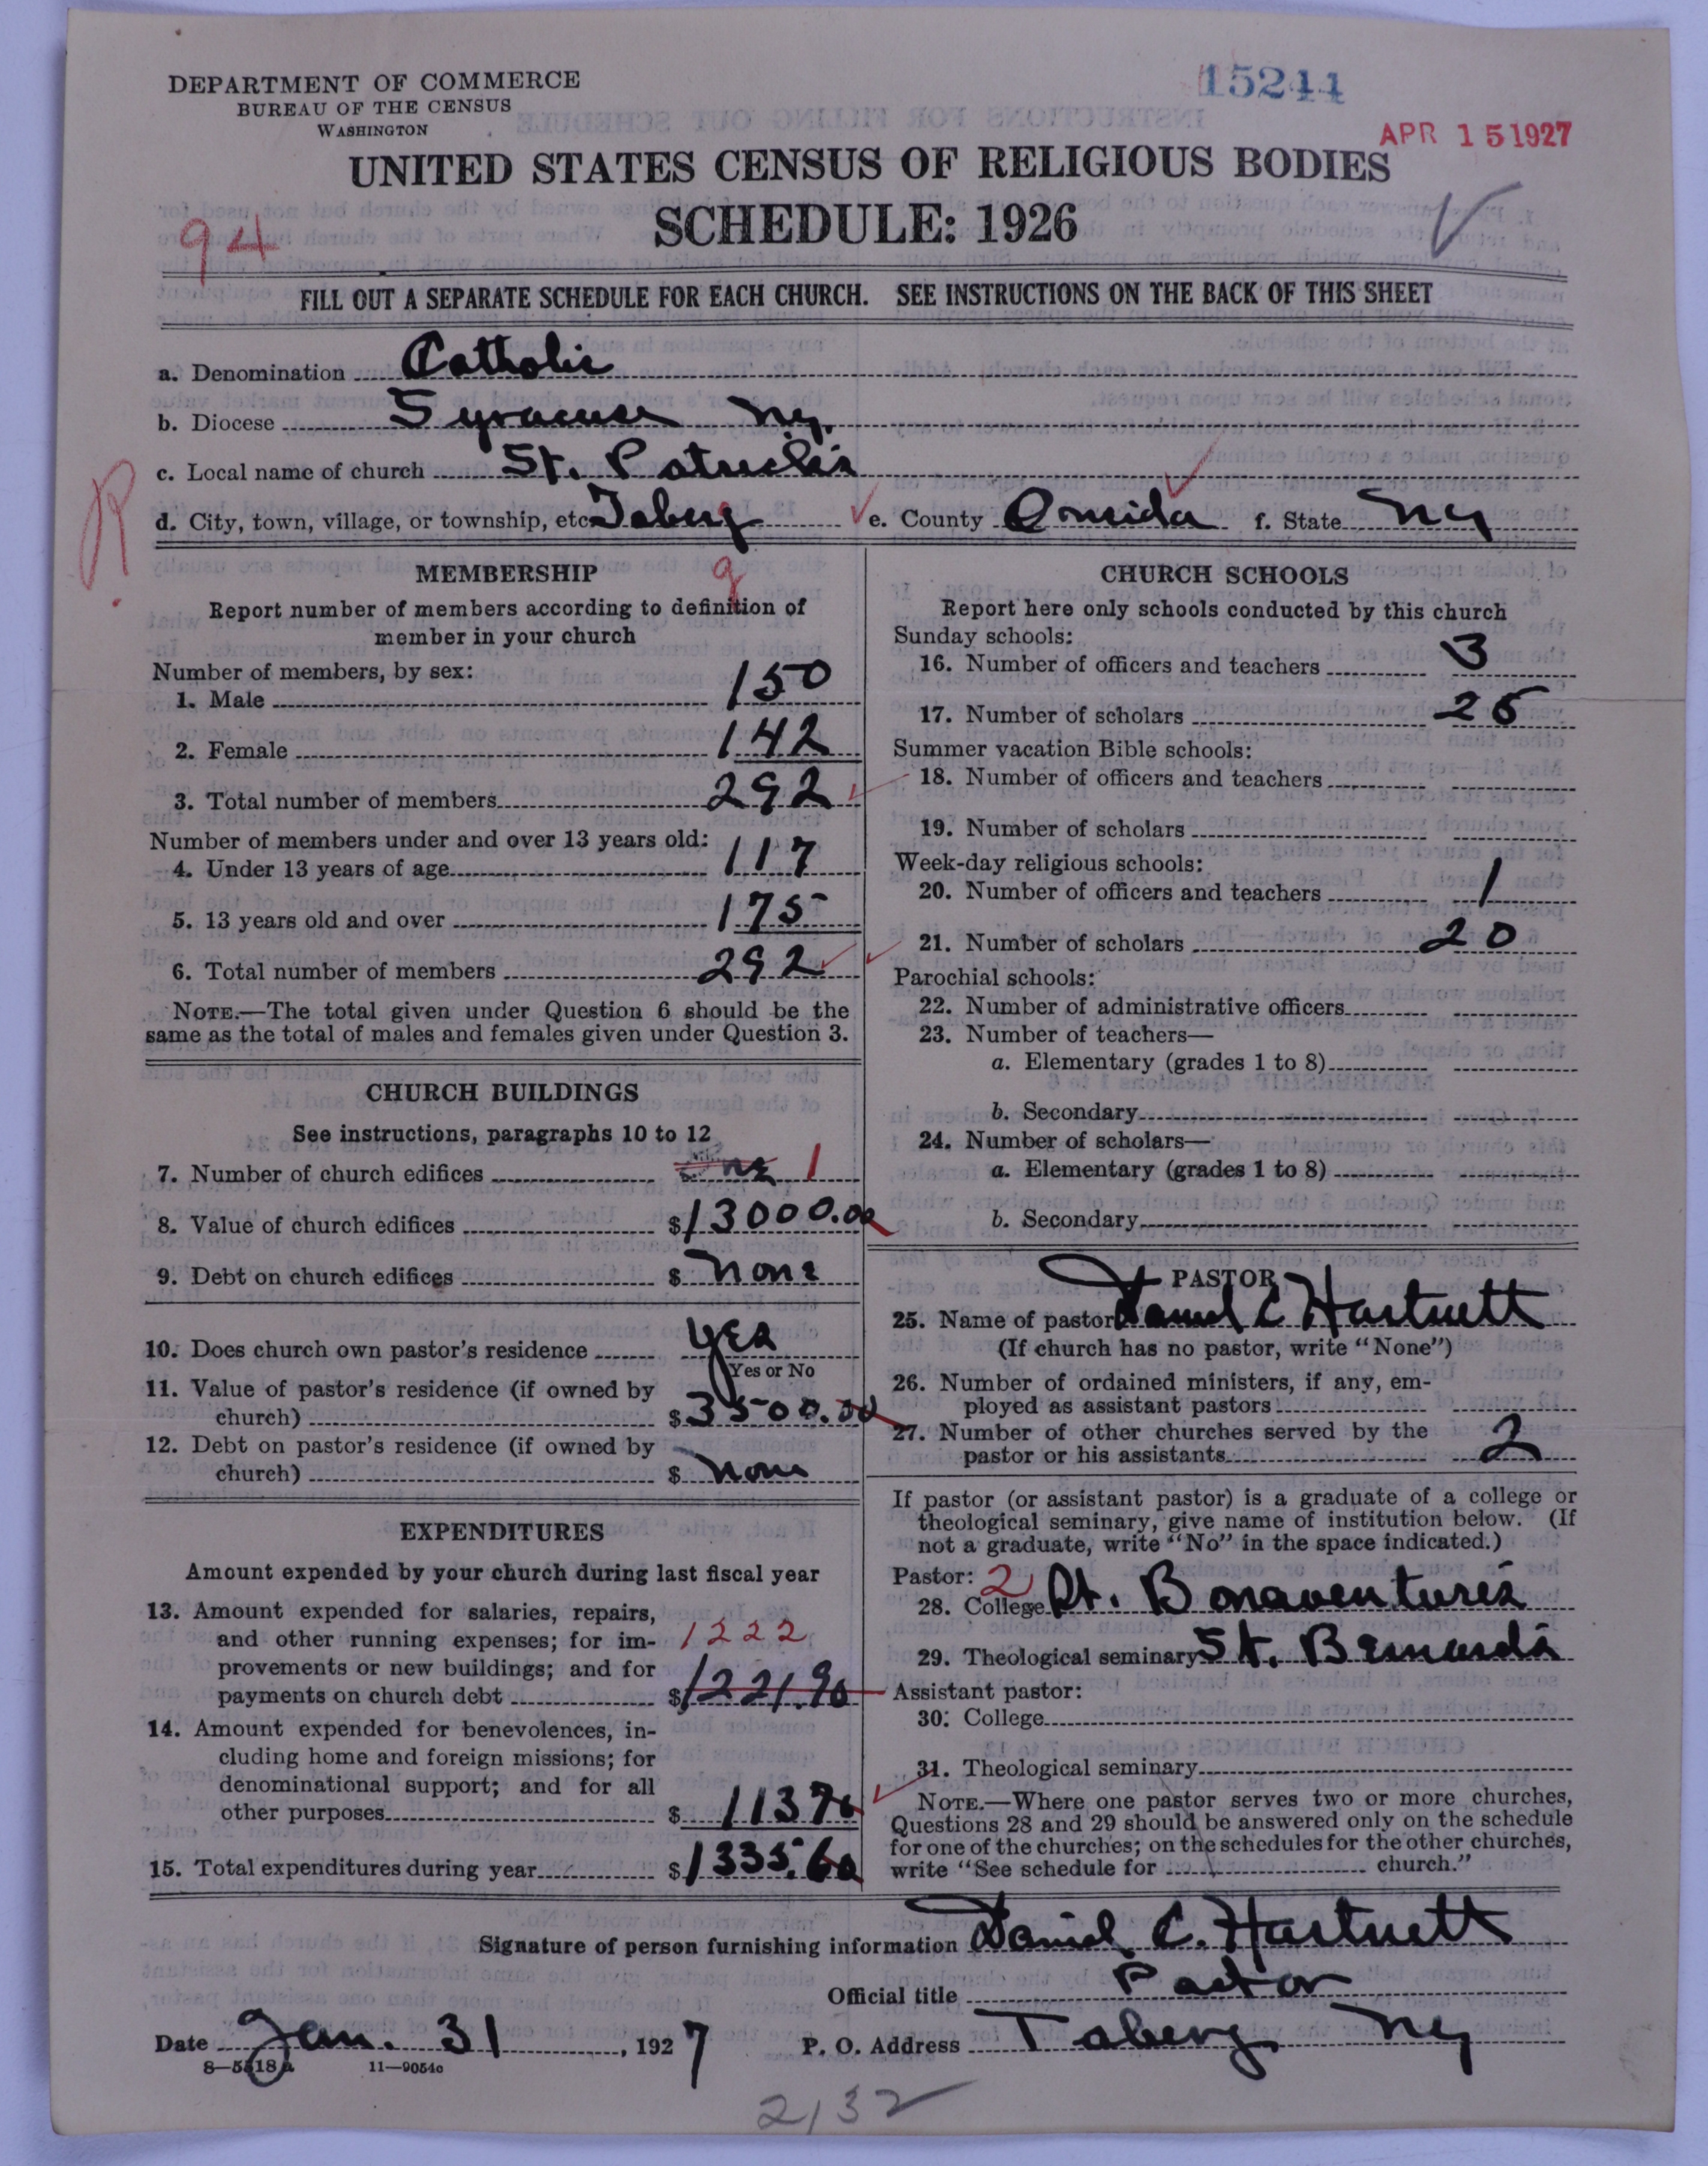 DEPARTMENT OF COMMERCE
BUREAU OF THE CENSUS
WASHINGTON
15244
APR 15 1927
UNITED STATES CENSUS OF RELIGIOUS BODIES
SCHEDULE: 1926
94
FILL OUT A SEPARATE SCHEDULE FOR EACH CHURCH. SEE INSTRUCTIONS ON THE BACK OF THIS SHEET
a. Denomination Catholic
b. Diocese Syracuse Ny.
c. Local name of church St. Patrick's
R.
d. City, town, village, or township, etc. Taberg e. County Oneida f. State Ny
MEMBERSHIP
g
Report number of members according to definition of
member in your church
Number of members, by sex:
1. Male 150
2. Female 142
3. Total number of members 292
Number of members under and over 13 years old:
4. Under 13 years of age 117
5. 13 years old and over 175
6. Total number of members 292
NOTE.—The total given under Question 6 should be the
same as the total of males and females given under Question 3.
CHURCH BUILDINGS
See instructions, paragraphs 10 to 12
7. Number of church edifices One 1
8. Value of church edifices $13000.00
9. Debt on church edifices $ None
10. Does church own pastor's residence Yes
Yes or No
11. Value of pastor's residence (if owned by
church) $3500.00
12. Debt on pastor's residence (if owned by
church) $ None
EXPENDITURES
Amount expended by your church during last fiscal year
13. Amount expended for salaries, repairs,
and other running expenses; for im-
1222
provements or new buildings; and for
payments on church debt $1221.90
14. Amount expended for benevolences, in-
cluding home and foreign missions; for
denominational support; and for all
other purposes $ 11370
15. Total expenditures during year $1335.60
CHURCH SCHOOLS
Report here only schools conducted by this church
Sunday schools:
16. Number of officers and teachers 3
17. Number of scholars 25
Summer vacation Bible schools:
18. Number of officers and teachers
19. Number of scholars
Week-day religious schools:
20. Number of officers and teachers 1
21. Number of scholars 20
Parochial schools:
22. Number of administrative officers
23. Number of teachers—
a. Elementary (grades 1 to 8)
b. Secondary
24. Number of scholars—
a. Elementary (grades 1 to 8)
b. Secondary
PASTOR
25. Name of pastor Daniel C Hartnett
(If church has no pastor, write "None")
26. Number of ordained ministers, if any, em-
ployed as assistant pastors
27. Number of other churches served by the
pastor or his assistants 2
If pastor (or assistant pastor) is a graduate of a college or
theological seminary, give name of institution below. (If
not a graduate, write "No" in the space indicated.)
Pastor: 2
28. College St. Bonaventures
29. Theological seminary St. Bernards
Assistant pastor:
30. College
31. Theological seminary
NOTE.—Where one pastor serves two or more churches,
Questions 28 and 29 should be answered only on the schedule
for one of the churches; on the schedules for the other churches,
write "See schedule for church."
Signature of person furnishing information Daniel C. Hartnett
Official title Pastor
Date Jan. 31, 1927 P. O. Address Taberg Ny
8—5518a 11—9054c
2132